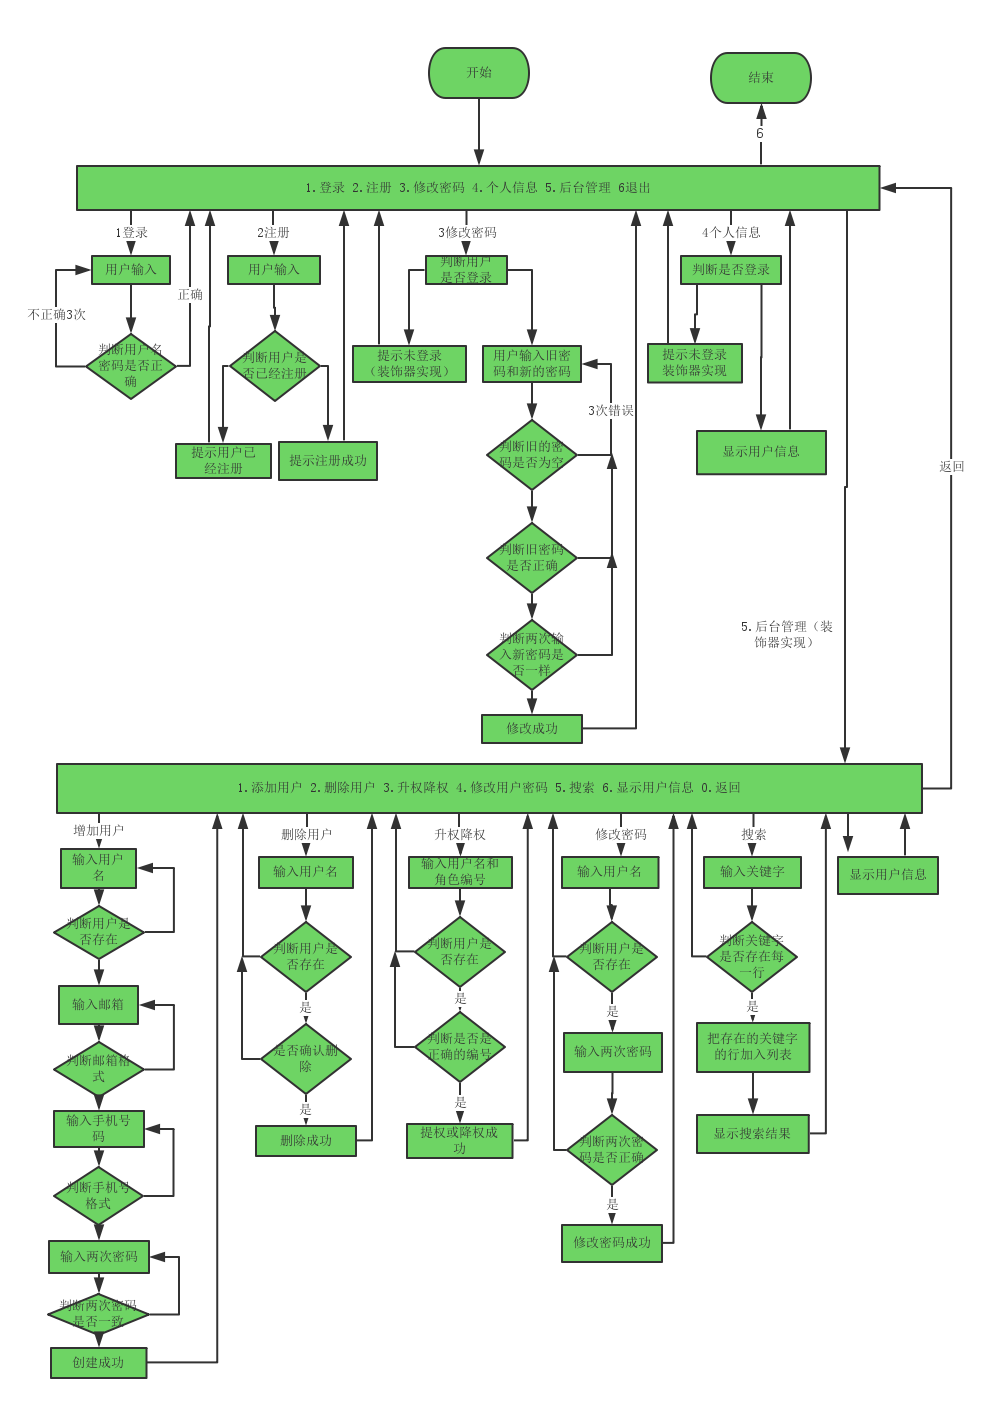 开始
结束
6
1.登录 2.注册 3.修改密码 4.个人信息 5.后台管理 6退出
1登录
2注册
3修改密码
4个人信息
用户输入
用户输入
判断用户
是否登录
判断是否登录
正确
不正确3次
判断用户名
密码是否正
确
判断用户是
否已经注册
提示未登录
（装饰器实现）
用户输入旧密
码和新的密码
提示未登录
装饰器实现
3次错误
提示用户已
经注册
提示注册成功
判断旧的密
码是否为空
显示用户信息
返回
判断旧密码
是否正确
判断两次输
入新密码是
否一样
5.后台管理（装
饰器实现）
修改成功
1.添加用户 2.删除用户 3.升权降权 4.修改用户密码 5.搜索 6.显示用户信息 0.返回
增加用户
删除用户
升权降权
修改密码
搜索
输入用户
名
输入用户名
输入用户名和
角色编号
输入用户名
输入关键字
显示用户信息
判断用户是
否存在
判断用户是
否存在
判断用户是
否存在
判断用户是
否存在
判断关键字
是否存在每
一行
输入邮箱
是
是
是
是
判断邮箱格
式
是否确认删
除
判断是否是
正确的编号
输入两次密码
把存在的关键字
的行加入列表
输入手机号
码
是
是
删除成功
提权或降权成
功
判断两次密
码是否正确
显示搜索结果
判断手机号
格式
是
输入两次密码
修改密码成功
判断两次密码
是否一致
创建成功